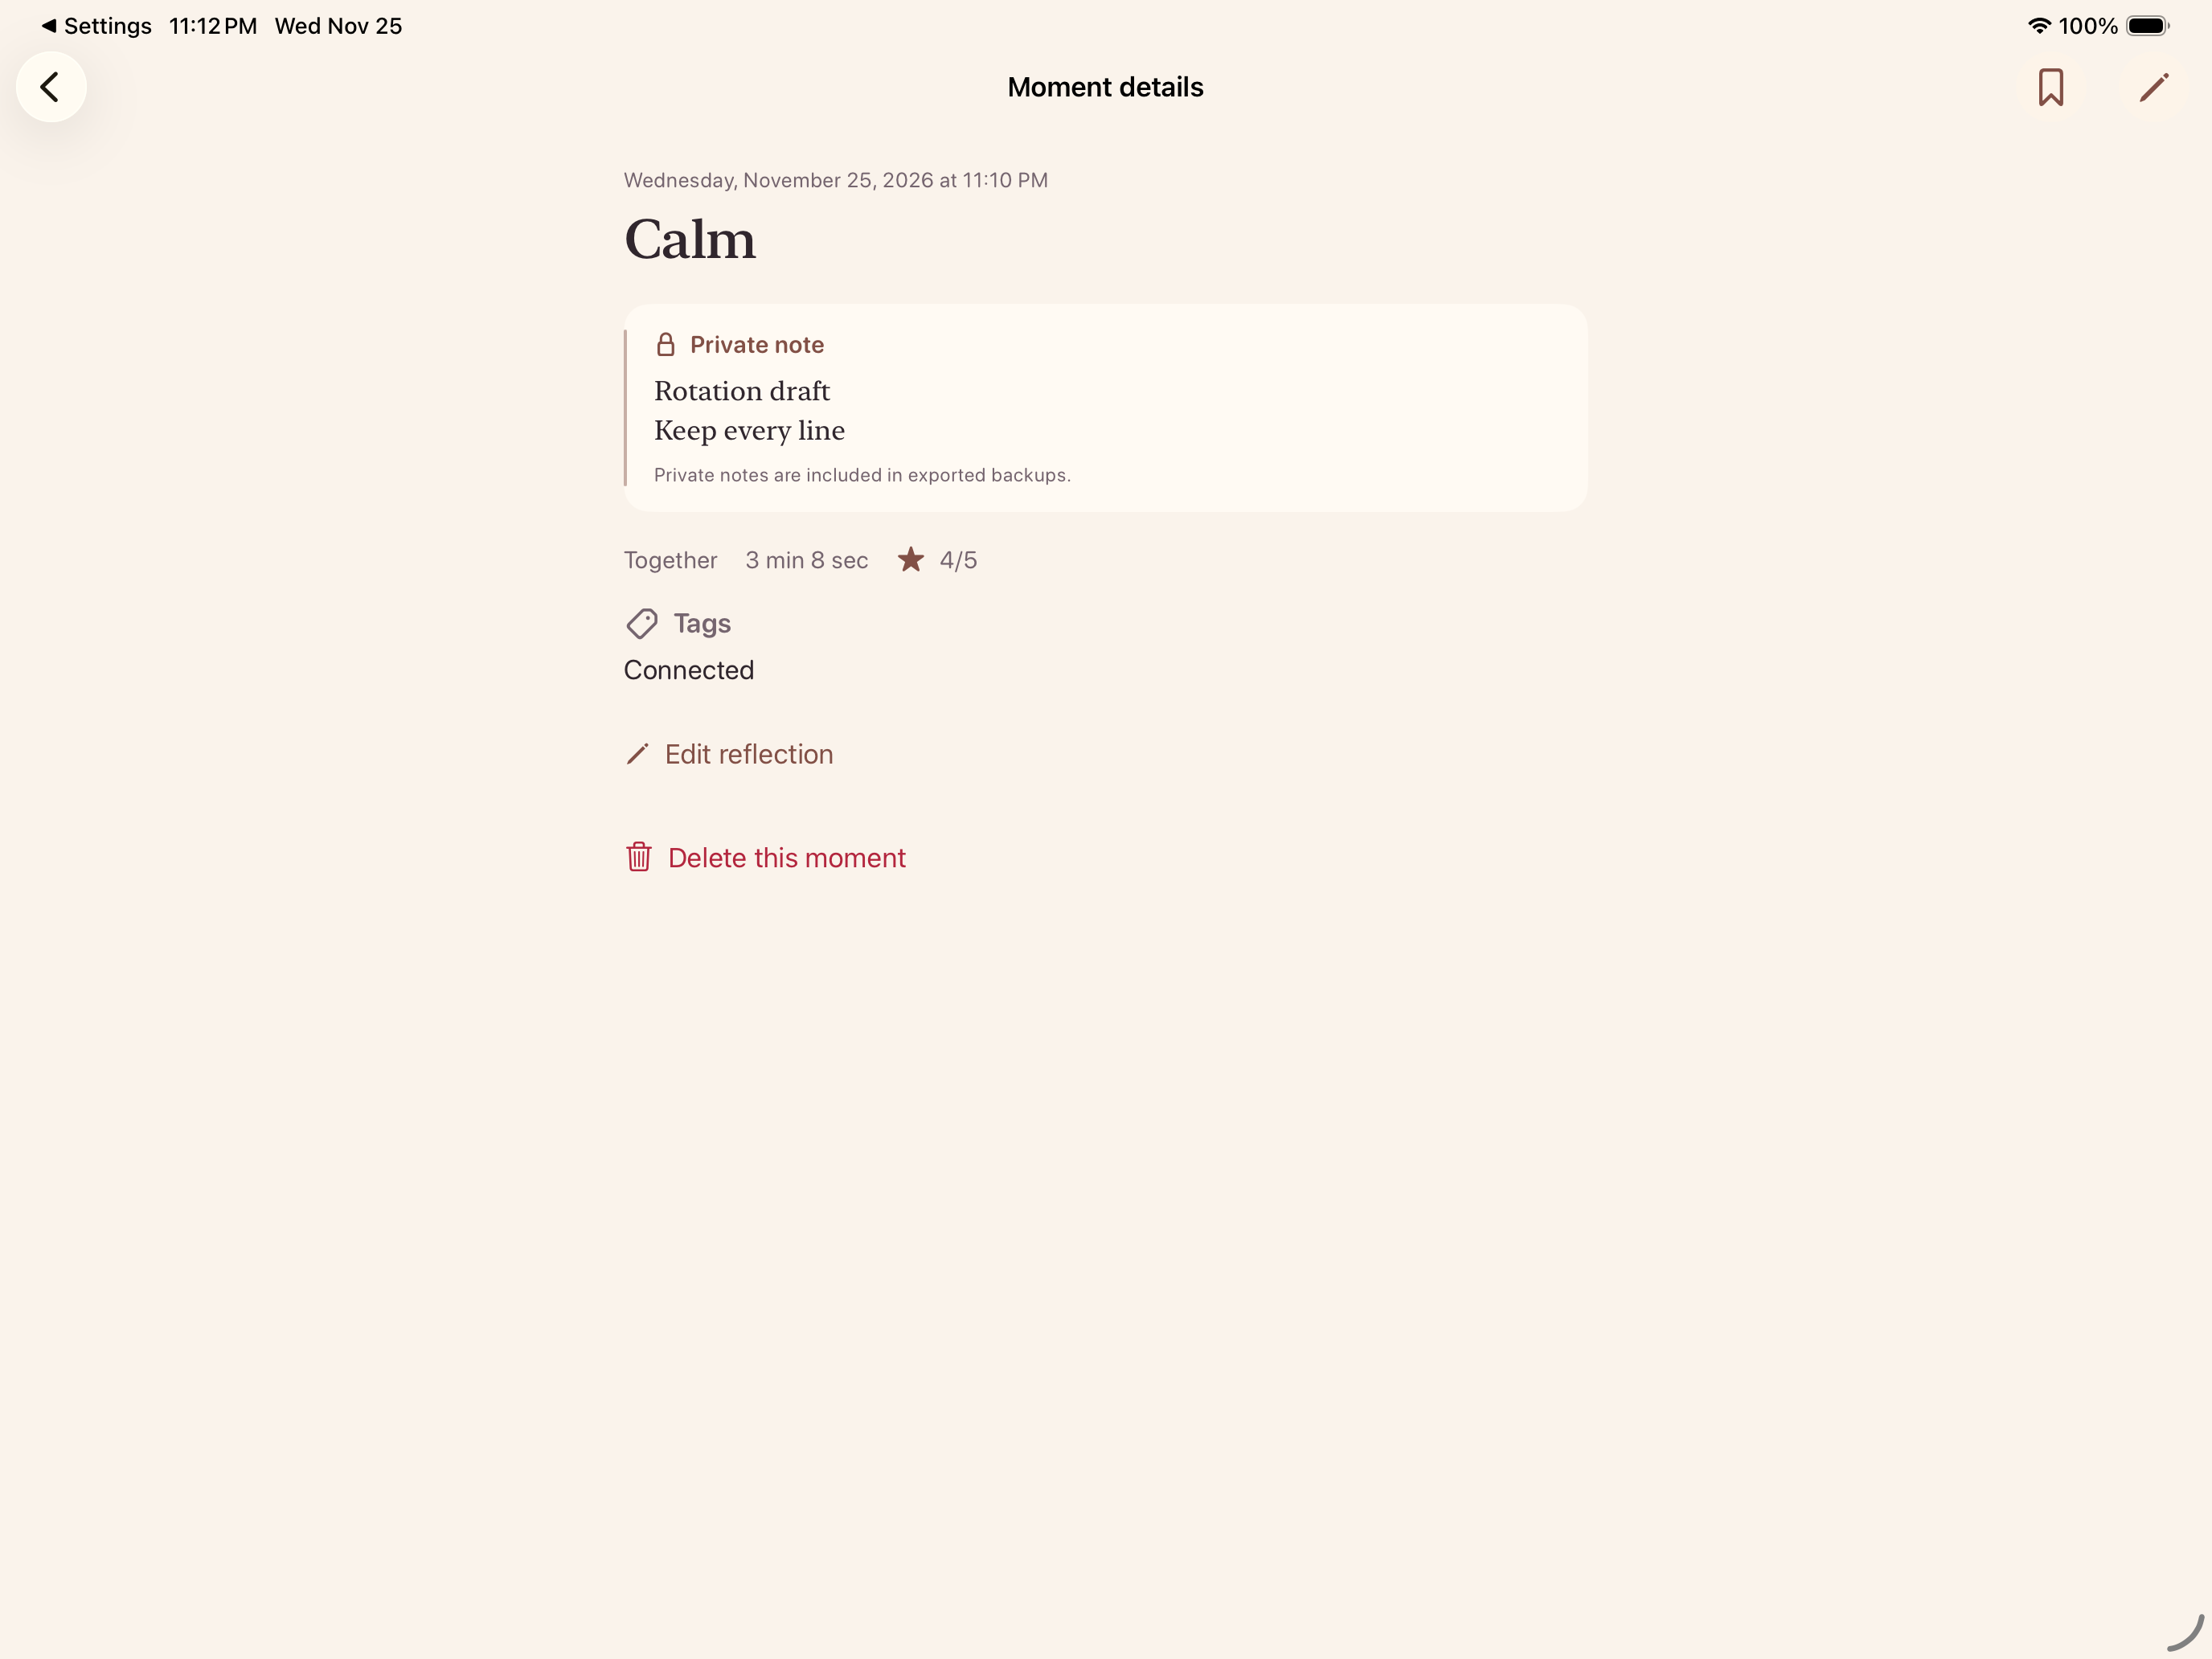 Settings 11:12 PM Wed Nov 25
100%
Moment details
Wednesday, November 25, 2026 at 11:10 PM
Calm
Private note
Rotation draft
Keep every line
Private notes are included in exported backups.
Together 3 min 8 sec 4/5
Tags
Connected
Edit reflection
Delete this moment